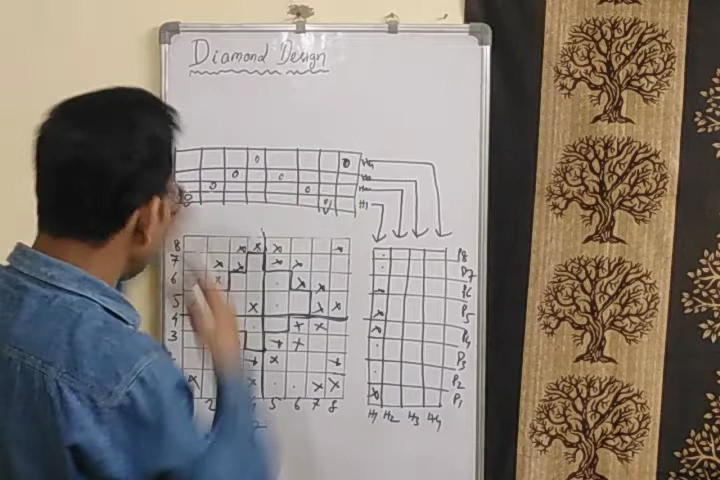 Diamond Design
H4
H3
H2
H1
8
7
6
5
4
3
P8
P7
P6
P5
P4
P3
P2
P1
2 5 6 7 8
H1 H2 H3 H4